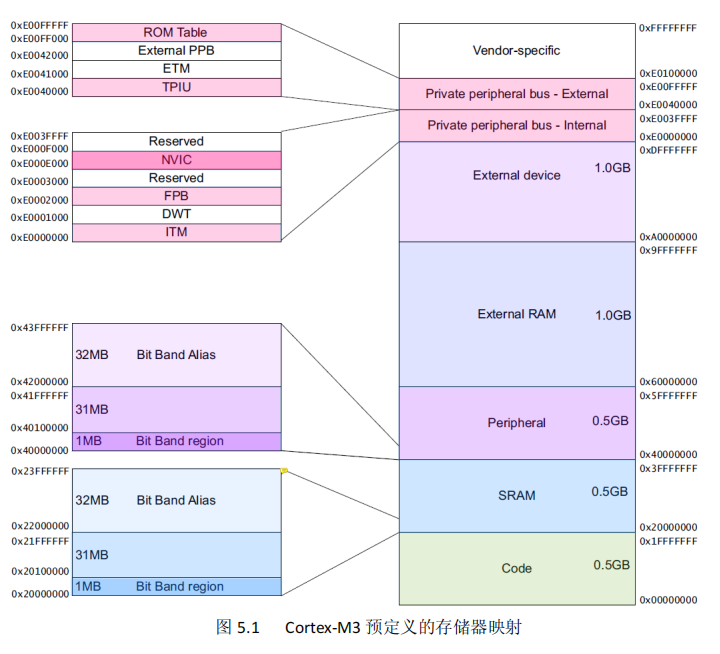 0xE00FFFFF
0xE00FF000
0xE0042000
0xE0041000
0xE0040000
ROM Table
External PPB
ETM
TPIU
0xE003FFFF
0xE000F000
0xE000E000
0xE0003000
0xE0002000
0xE0001000
0xE0000000
Reserved
NVIC
Reserved
FPB
DWT
ITM
0x43FFFFFF
0x42000000
0x41FFFFFF
0x40100000
0x40000000
32MB Bit Band Alias
31MB
1MB Bit Band region
0x23FFFFFF
0x22000000
0x21FFFFFF
0x20100000
0x20000000
32MB Bit Band Alias
31MB
1MB Bit Band region
Vendor-specific
Private peripheral bus - External
Private peripheral bus - Internal
External device 1.0GB
External RAM 1.0GB
Peripheral 0.5GB
SRAM 0.5GB
Code 0.5GB
0xFFFFFFFF
0xE0100000
0xE00FFFFF
0xE0040000
0xE003FFFF
0xE0000000
0xDFFFFFFF
0xA0000000
0x9FFFFFFF
0x60000000
0x5FFFFFFF
0x40000000
0x3FFFFFFF
0x20000000
0x1FFFFFFF
0x00000000
图 5.1 Cortex-M3 预定义的存储器映射